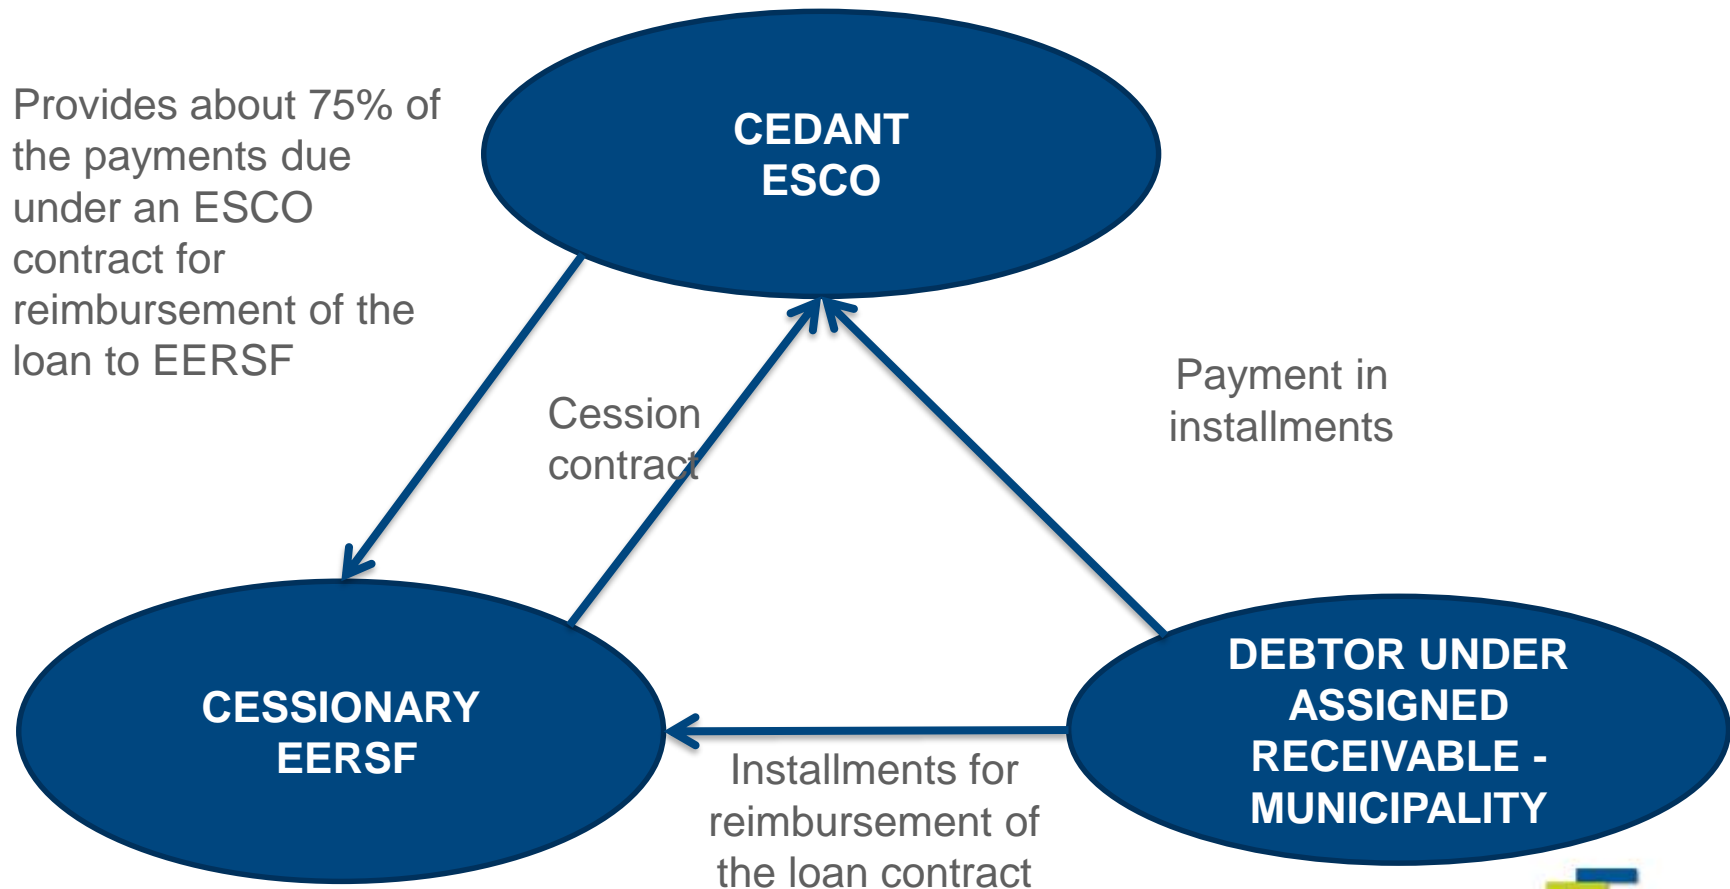 Provides about 75% of
the payments due
under an ESCO
contract for
reimbursement of the
loan to EERSF
CEDANT
ESCO
Cession
contract
Payment in
installments
CESSIONARY
EERSF
Installments for
reimbursement of
the loan contract
DEBTOR UNDER
ASSIGNED
RECEIVABLE -
MUNICIPALITY